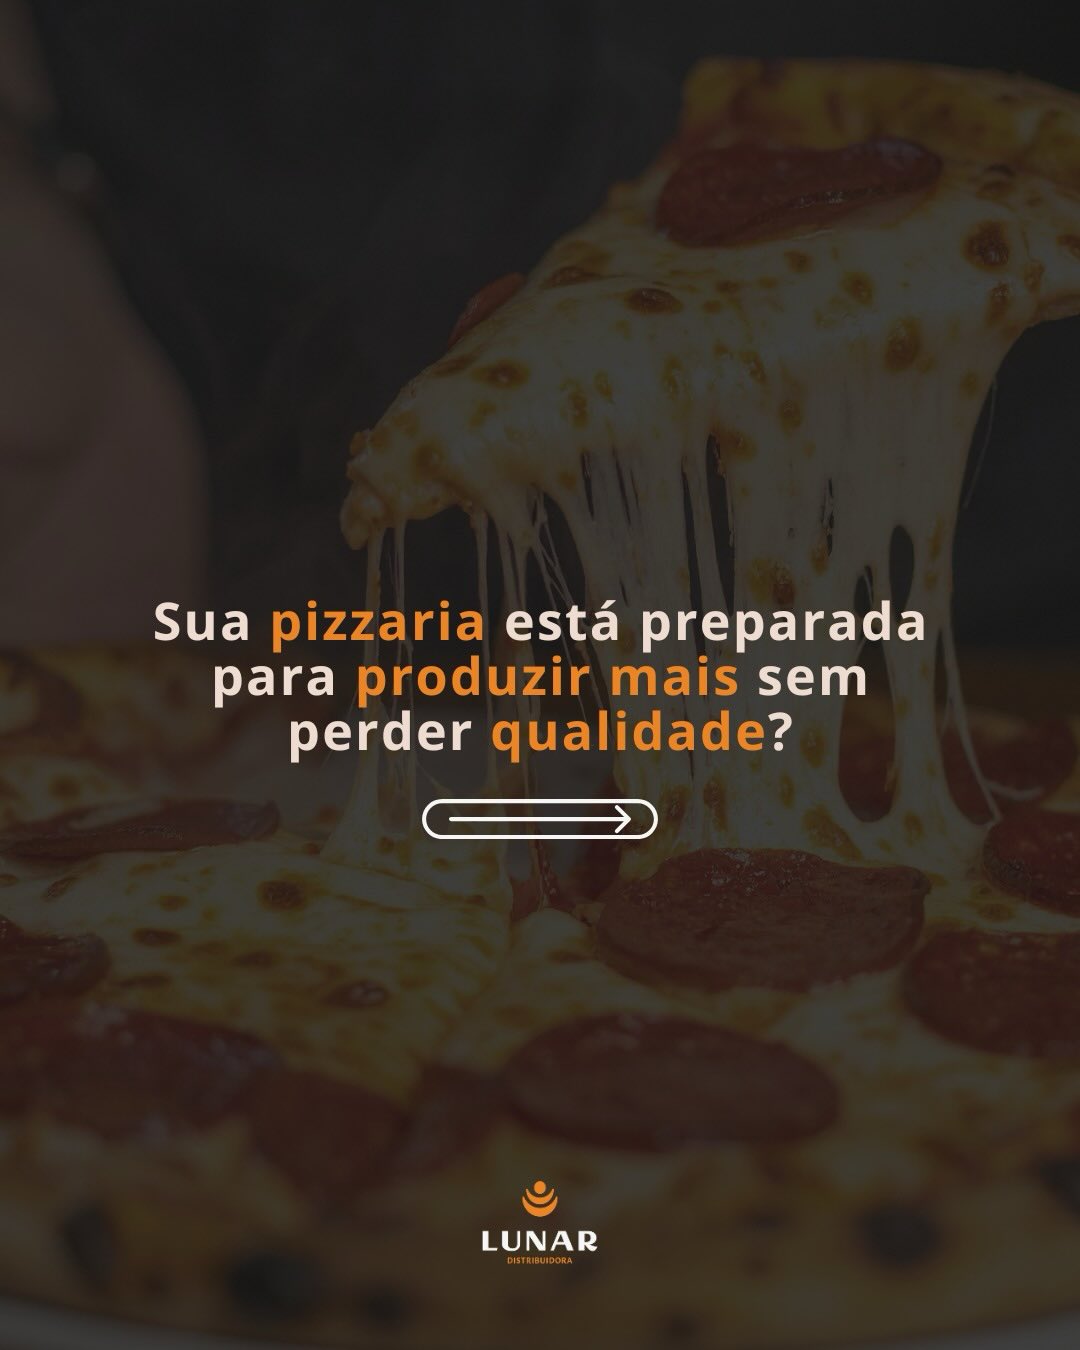 Sua pizzaria está preparada
para produzir mais sem
perder qualidade?
LUNAR
DISTRIBUIDORA